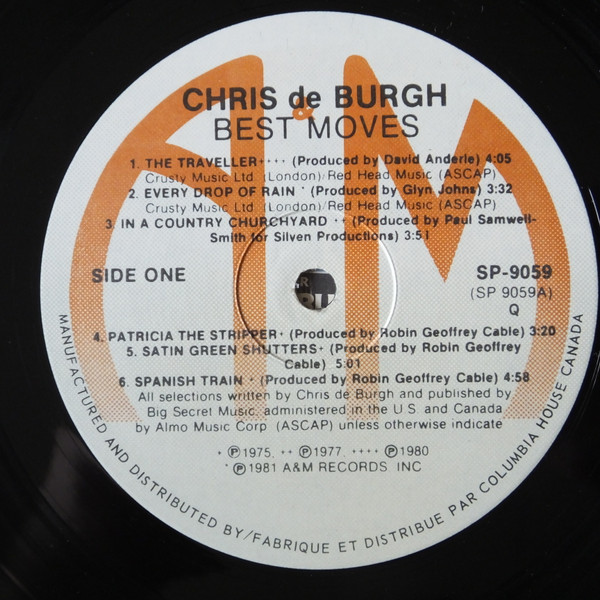 CHRIS de BURGH
&
BEST MOVES
1. THE TRAVELLER++++ (Produced by David Anderle) 4:05
Crusty Music Ltd. (London)/Red Head Music (ASCAP)
2. EVERY DROP OF RAIN * (Produced by Glyn Johns) 3:32
Crusty Music Ltd. (London)/Red Head Music (ASCAP)
3. IN A COUNTRY CHURCHYARD ++ (Produced by Paul Samwell-
Smith for Silven Productions) 3:51
SIDE ONE
SP-9059
(SP 9059A)
Q
4. PATRICIA THE STRIPPER+ (Produced by Robin Geoffrey Cable) 3:20
5. SATIN GREEN SHUTTERS+ (Produced by Robin Geoffrey
Cable) 5:01
6. SPANISH TRAIN + (Produced by Robin Geoffrey Cable) 4:58
All selections written by Chris de Burgh and published by
Big Secret Music, administered in the U.S. and Canada
by Almo Music Corp. (ASCAP) unless otherwise indicate
+ ℗1975. ++ ℗1977. ++++ ℗1980
* ℗1981 A&M RECORDS, INC
MANUFACTURED AND DISTRIBUTED BY/FABRIQUE ET DISTRIBUE PAR COLUMBIA HOUSE CANADA